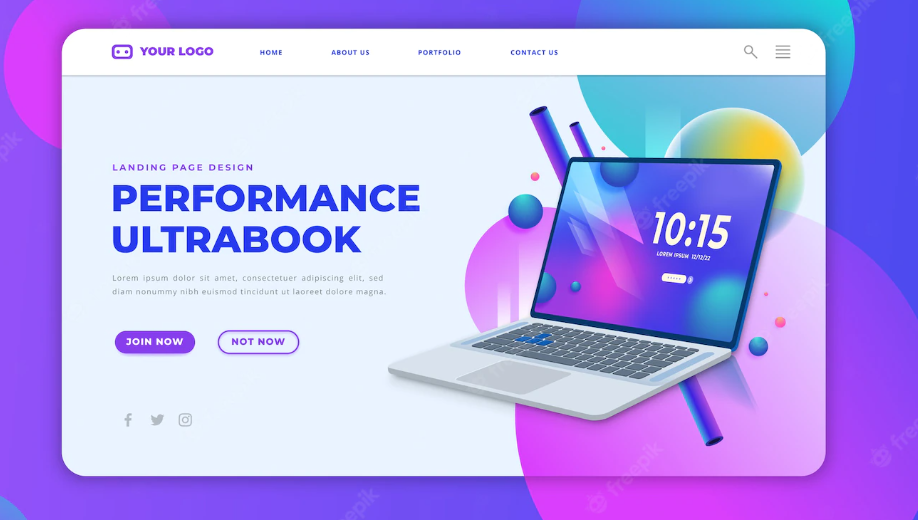 YOUR LOGO
HOME
ABOUT US
PORTFOLIO
CONTACT US
LANDING PAGE DESIGN
PERFORMANCE
ULTRABOOK
Lorem ipsum dolor sit amet, consectetuer adipiscing elit, sed
diam nonummy nibh euismod tincidunt ut laoreet dolore magna.
JOIN NOW
NOT NOW
10:15
LOREM IPSUM 12/12/22
freepik
freepik
freepik
freepik